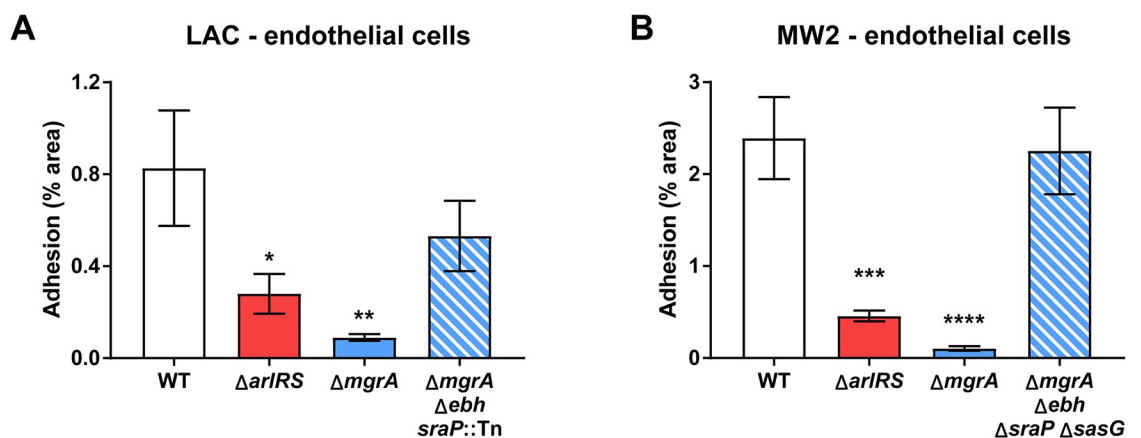 A
LAC - endothelial cells
Adhesion (% area)
1.2
0.8
0.4
0.0
*
**
WT
ΔarlRS
ΔmgrA
ΔmgrA
Δebh
sraP::Tn
B
MW2 - endothelial cells
Adhesion (% area)
3
2
1
0
***
****
WT
ΔarlRS
ΔmgrA
ΔmgrA
Δebh
ΔsraP ΔsasG